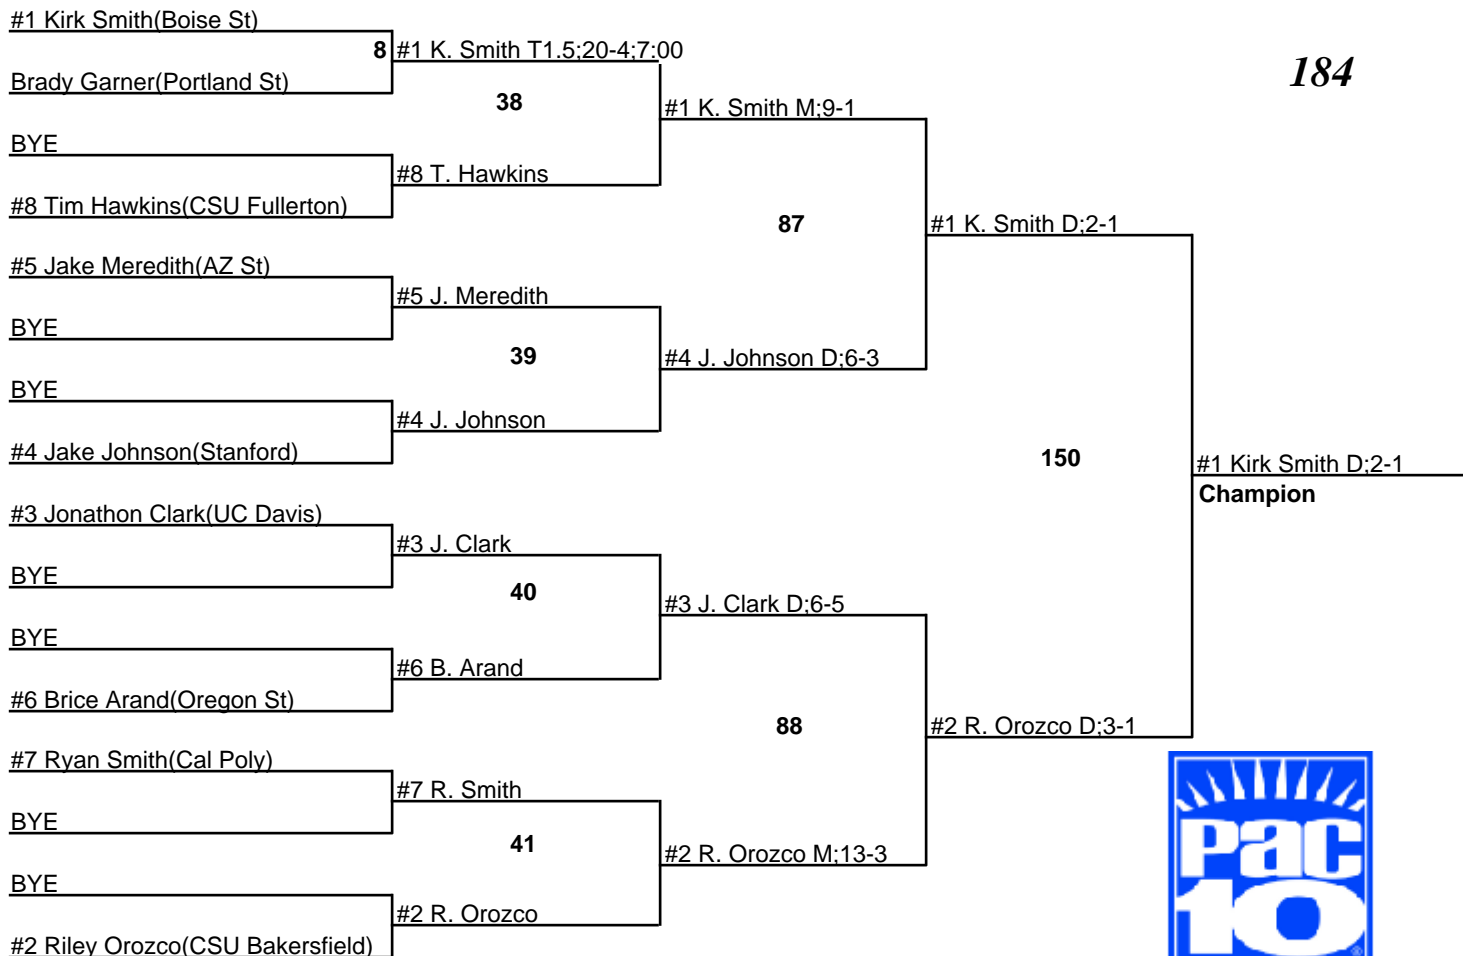 #1 Kirk Smith(Boise St)
8 #1 K. Smith T1.5;20-4;7:00
184
Brady Garner(Portland St)
38
#1 K. Smith M;9-1
BYE
#8 T. Hawkins
#8 Tim Hawkins(CSU Fullerton)
87
#1 K. Smith D;2-1
#5 Jake Meredith(AZ St)
#5 J. Meredith
BYE
39
#4 J. Johnson D;6-3
BYE
#4 J. Johnson
#4 Jake Johnson(Stanford)
150
#1 Kirk Smith D;2-1
Champion
#3 Jonathon Clark(UC Davis)
#3 J. Clark
BYE
40
#3 J. Clark D;6-5
BYE
#6 B. Arand
#6 Brice Arand(Oregon St)
88
#2 R. Orozco D;3-1
#7 Ryan Smith(Cal Poly)
#7 R. Smith
BYE
41
#2 R. Orozco M;13-3
BYE
#2 R. Orozco
#2 Riley Orozco(CSU Bakersfield)
PAC
10
®